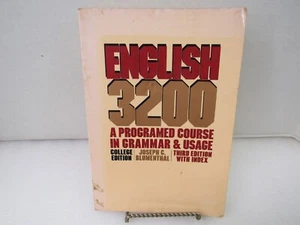 ENGLISH
3200
A PROGRAMED COURSE
IN GRAMMAR & USAGE
COLLEGE EDITION | JOSEPH C. BLUMENTHAL | THIRD EDITION WITH INDEX